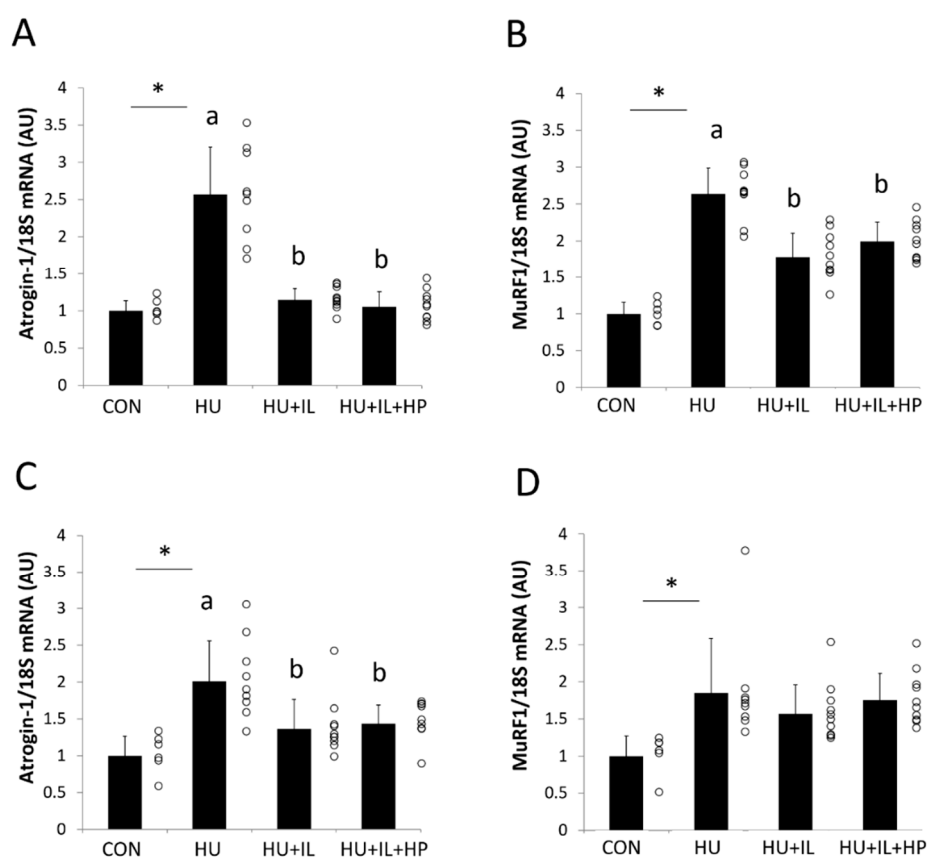 A
Atrogin-1/18S mRNA (AU)
4
3.5
3
2.5
2
1.5
1
0.5
0
*
a
b
b
CON HU HU+IL HU+IL+HP
B
MuRF1/18S mRNA (AU)
4
3.5
3
2.5
2
1.5
1
0.5
0
*
a
b
b
CON HU HU+IL HU+IL+HP
C
Atrogin-1/18S mRNA (AU)
4
3.5
3
2.5
2
1.5
1
0.5
0
*
a
b
b
CON HU HU+IL HU+IL+HP
D
MuRF1/18S mRNA (AU)
4
3.5
3
2.5
2
1.5
1
0.5
0
*
CON HU HU+IL HU+IL+HP